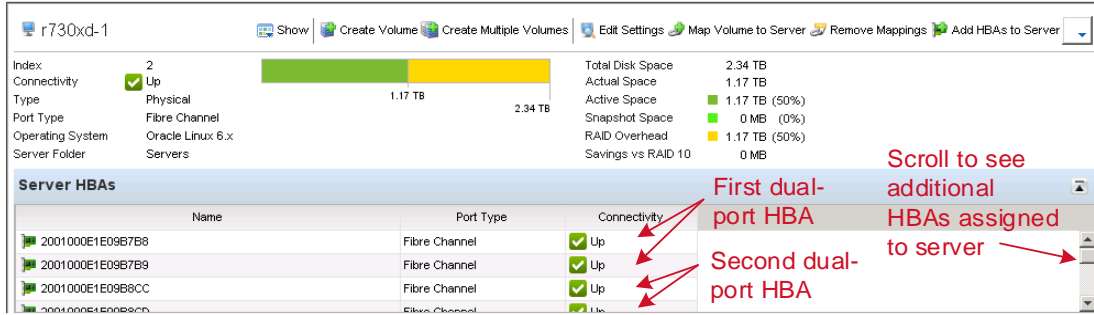 r730xd-1
Show Create Volume Create Multiple Volumes Edit Settings Map Volume to Server Remove Mappings Add HBAs to Server
Index 2
Connectivity Up
Type Physical
Port Type Fibre Channel
Operating System Oracle Linux 6.x
Server Folder Servers
1.17 TB
2.34 TB
Total Disk Space 2.34 TB
Actual Space 1.17 TB
Active Space 1.17 TB (50%)
Snapshot Space 0 MB (0%)
RAID Overhead 1.17 TB (50%)
Savings vs RAID 10 0 MB
Server HBAs
Name Port Type Connectivity
2001000E1E09B7B8 Fibre Channel Up
2001000E1E09B7B9 Fibre Channel Up
2001000E1E09B8CC Fibre Channel Up
2001000E1E09B8CD Fibre Channel Up
First dual-
port HBA
Second dual-
port HBA
Scroll to see
additional
HBAs assigned
to server